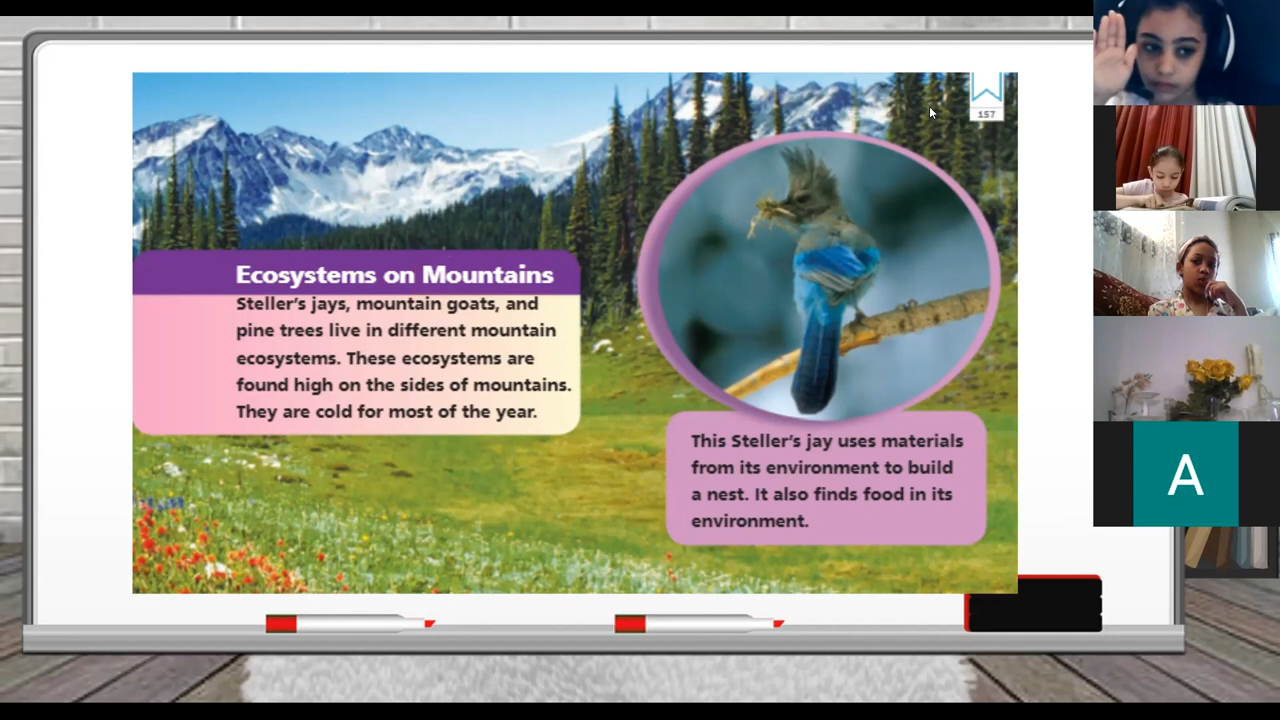 157
Ecosystems on Mountains
Steller's jays, mountain goats, and
pine trees live in different mountain
ecosystems. These ecosystems are
found high on the sides of mountains.
They are cold for most of the year.
This Steller's jay uses materials
from its environment to build
a nest. It also finds food in its
environment.
A